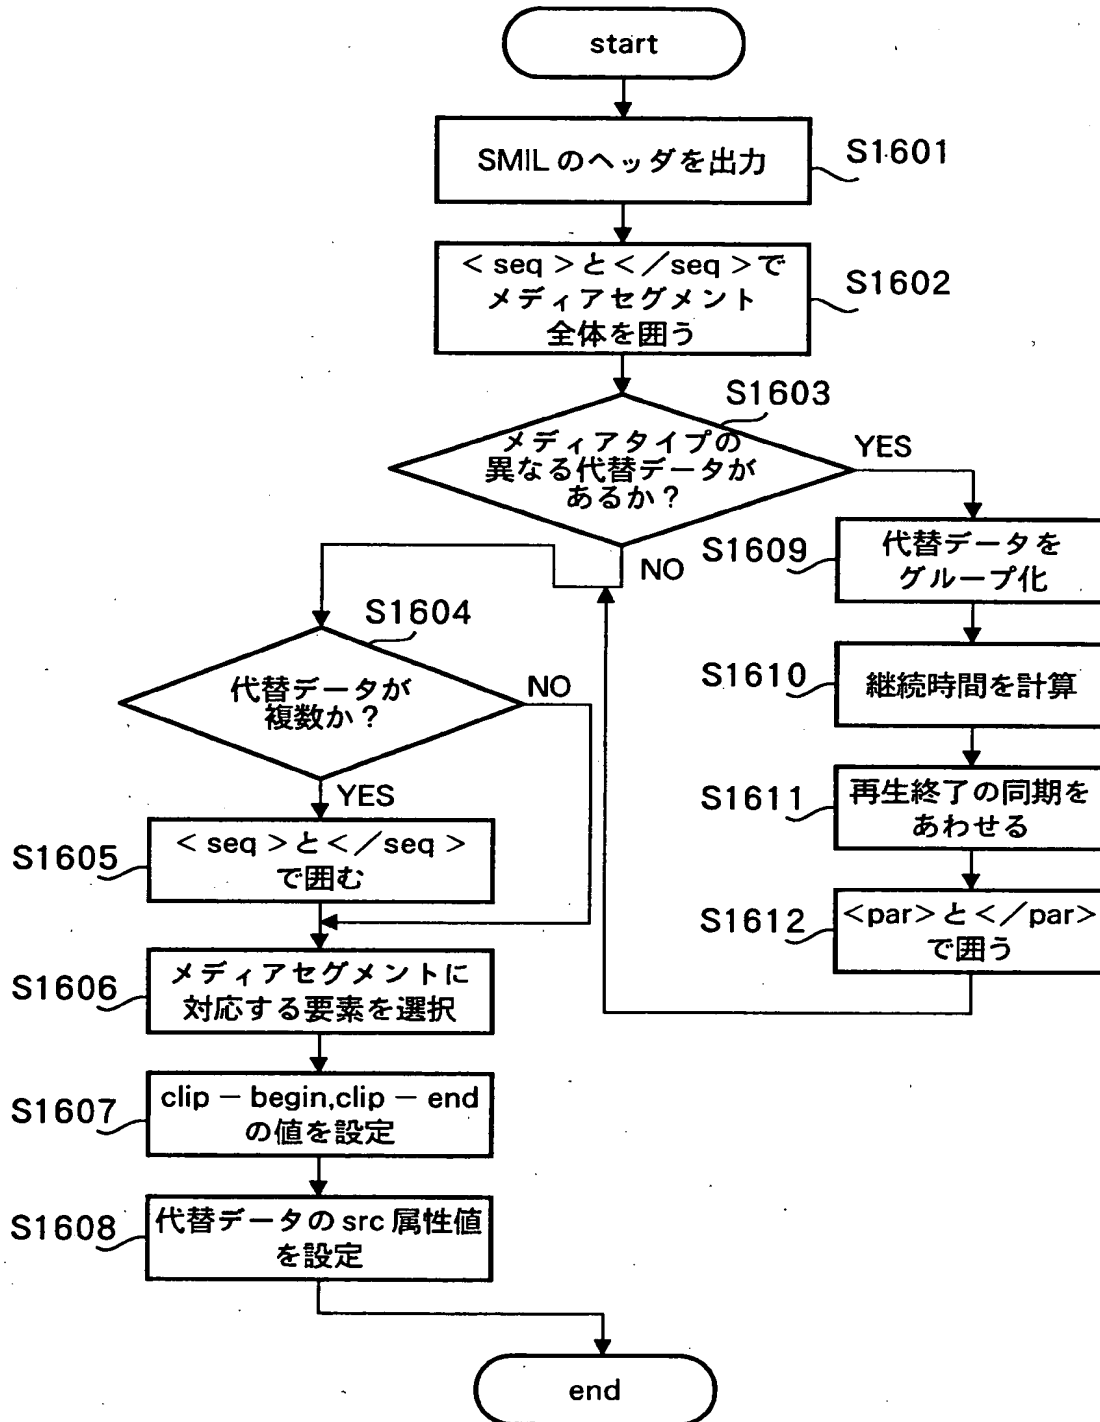 start
SMILのヘッダを出力
S1601
<seq>と</seq>で
メディアセグメント
全体を囲う
S1602
S1603
メディアタイプの
異なる代替データが
あるか?
YES
NO
S1609
代替データを
グループ化
S1604
代替データが
複数か?
NO
YES
S1610
継続時間を計算
S1611
再生終了の同期を
あわせる
S1605
<seq>と</seq>
で囲む
S1612
<par>と</par>
で囲う
S1606
メディアセグメントに
対応する要素を選択
S1607
clip-begin,clip-end
の値を設定
S1608
代替データのsrc属性値
を設定
end